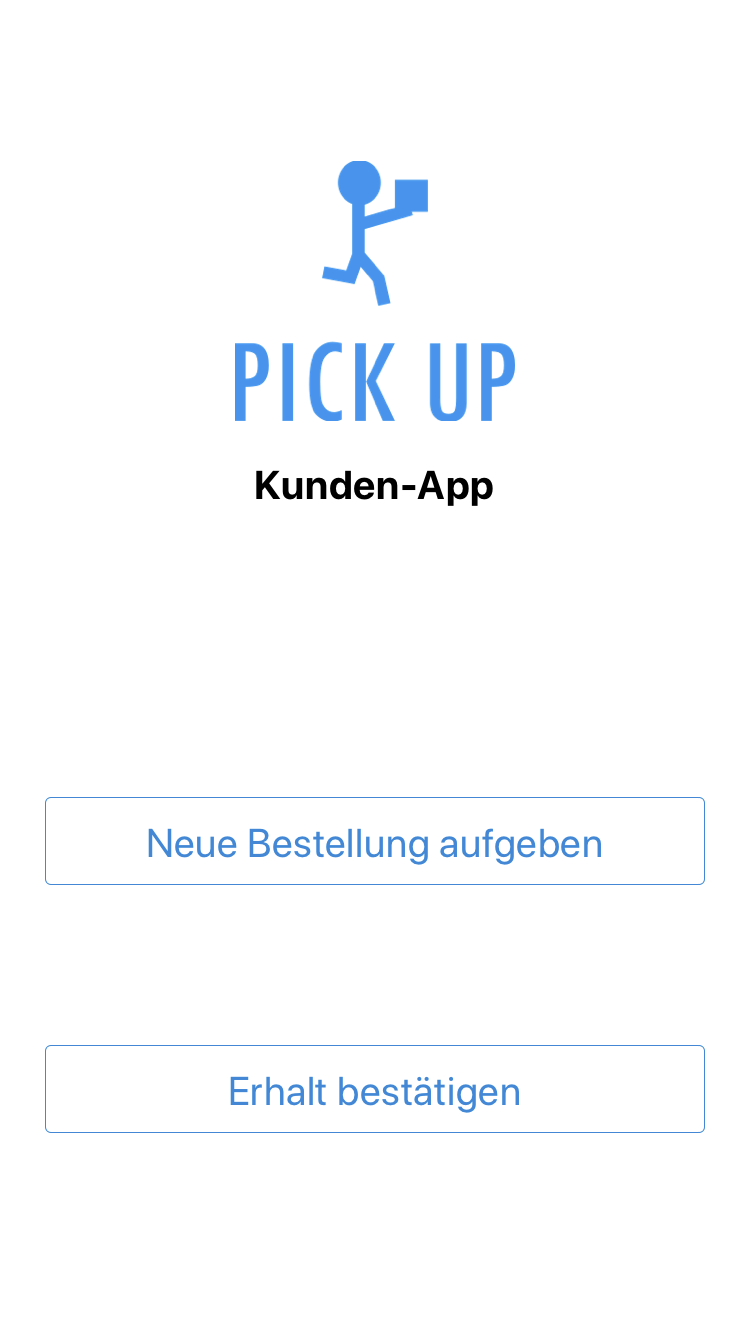 PICK UP
Kunden-App
Neue Bestellung aufgeben
Erhalt bestätigen